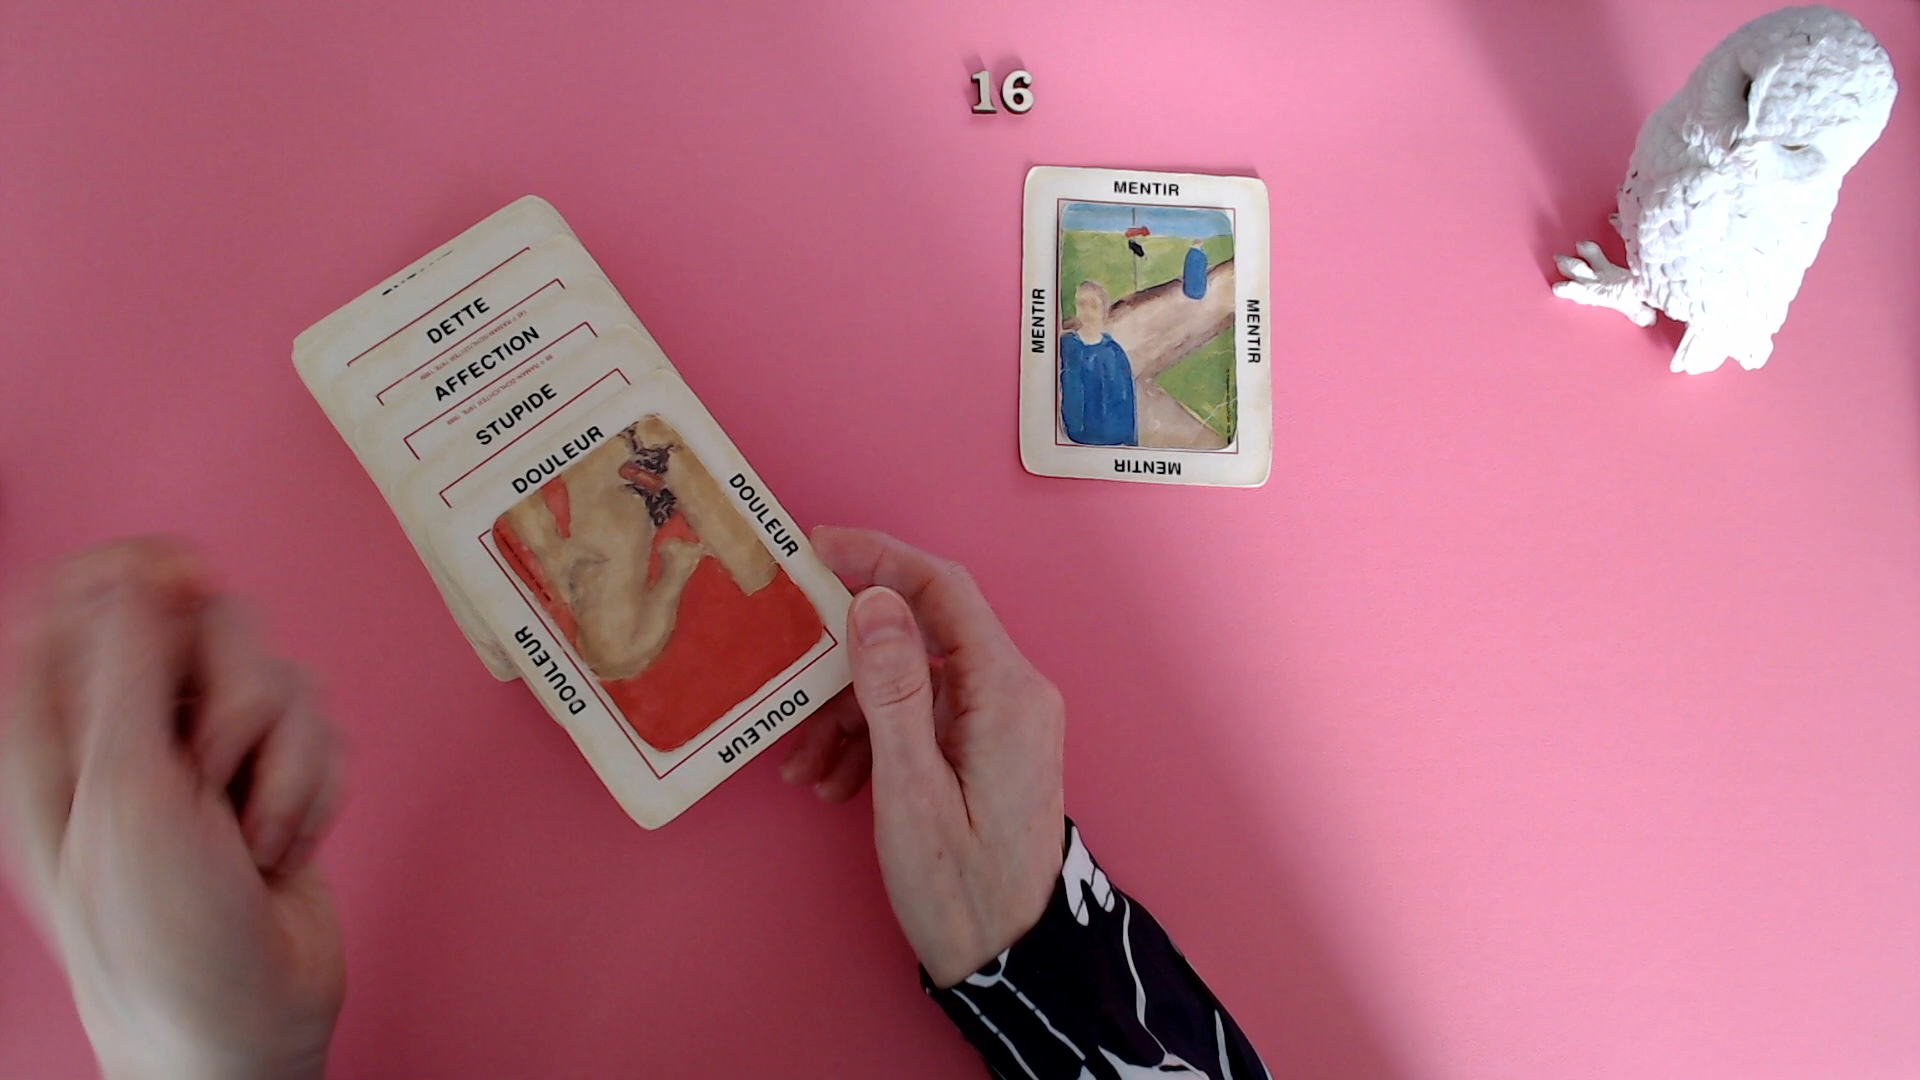 16
MENTIR
MENTIR
MENTIR
MENTIR
DETTE
AFFECTION
STUPIDE
DOULEUR
DOULEUR
DOULEUR
DOULEUR